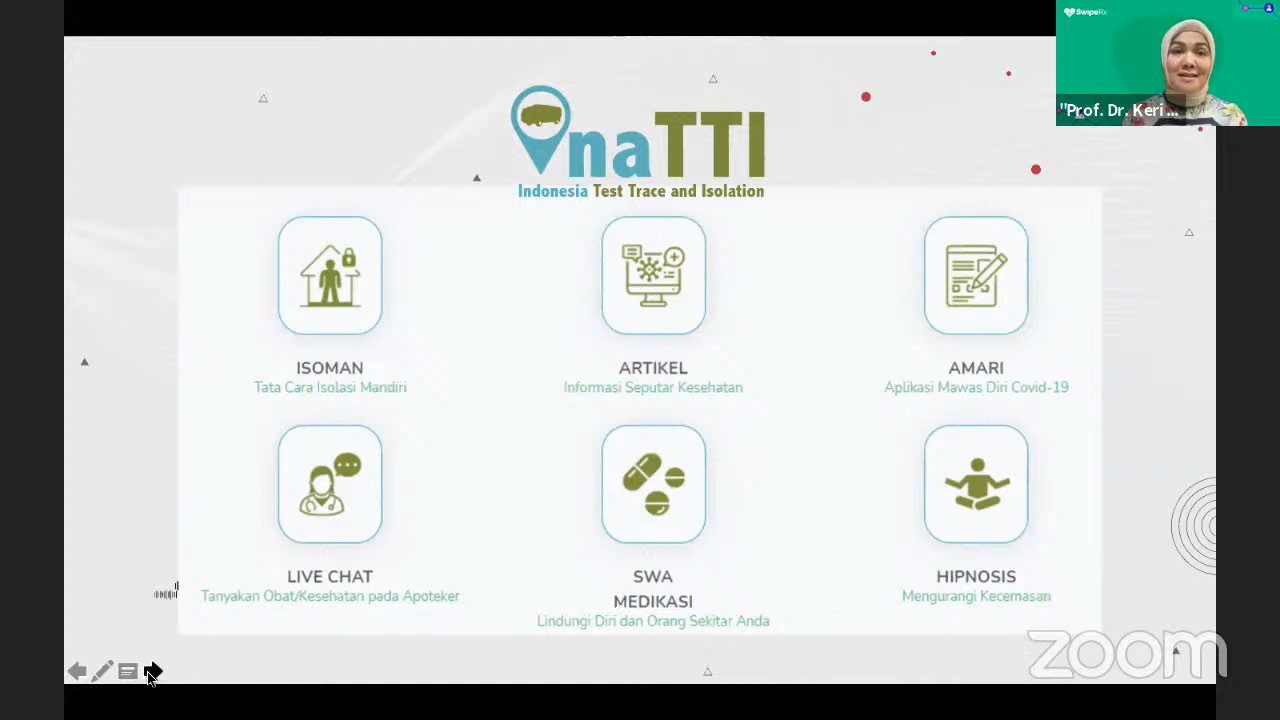 SwipeRx
"Prof. Dr. Keri ...
naTTI
Indonesia Test Trace and Isolation
ISOMAN
Tata Cara Isolasi Mandiri
ARTIKEL
Informasi Seputar Kesehatan
AMARI
Aplikasi Mawas Diri Covid-19
LIVE CHAT
Tanyakan Obat/Kesehatan pada Apoteker
SWA
MEDIKASI
Lindungi Diri dan Orang Sekitar Anda
HIPNOSIS
Mengurangi Kecemasan
zoom